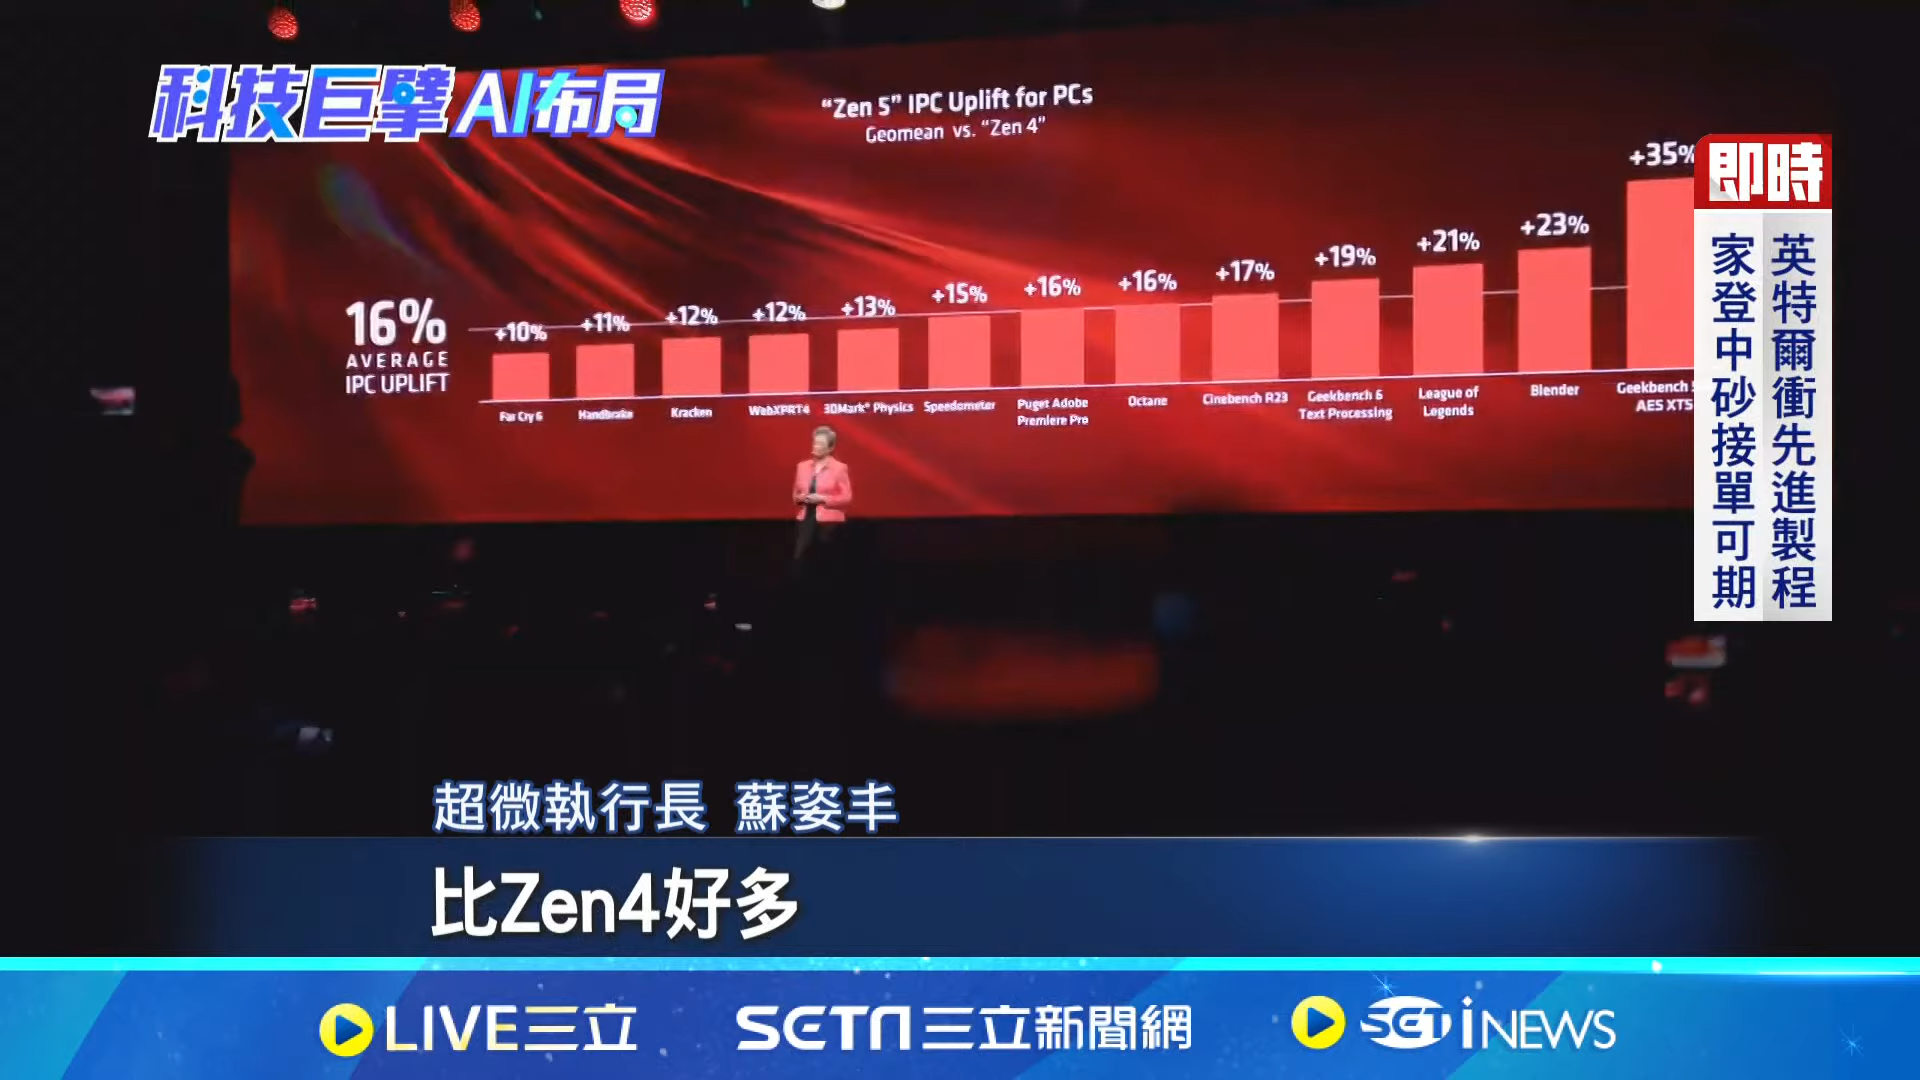 科技巨擘AI布局
“Zen 5” IPC Uplift for PCs
Geomean vs. “Zen 4”
16%
AVERAGE
IPC UPLIFT
+10%
+11%
+12%
+12%
+13%
+15%
+16%
+16%
+17%
+19%
+21%
+23%
+35%
Far Cry 6
Handbrake
Kracken
WebXPRT4
3DMark® Physics
Speedometer
Puget Adobe
Premiere Pro
Octane
Cinebench R23
Geekbench 6
Text Processing
League of
Legends
Blender
Geekbench
AES XTS
即時
英特爾衝先進製程
家登中砂接單可期
超微執行長 蘇姿丰
比Zen4好多
LIVE三立
SETN三立新聞網
SET iNEWS